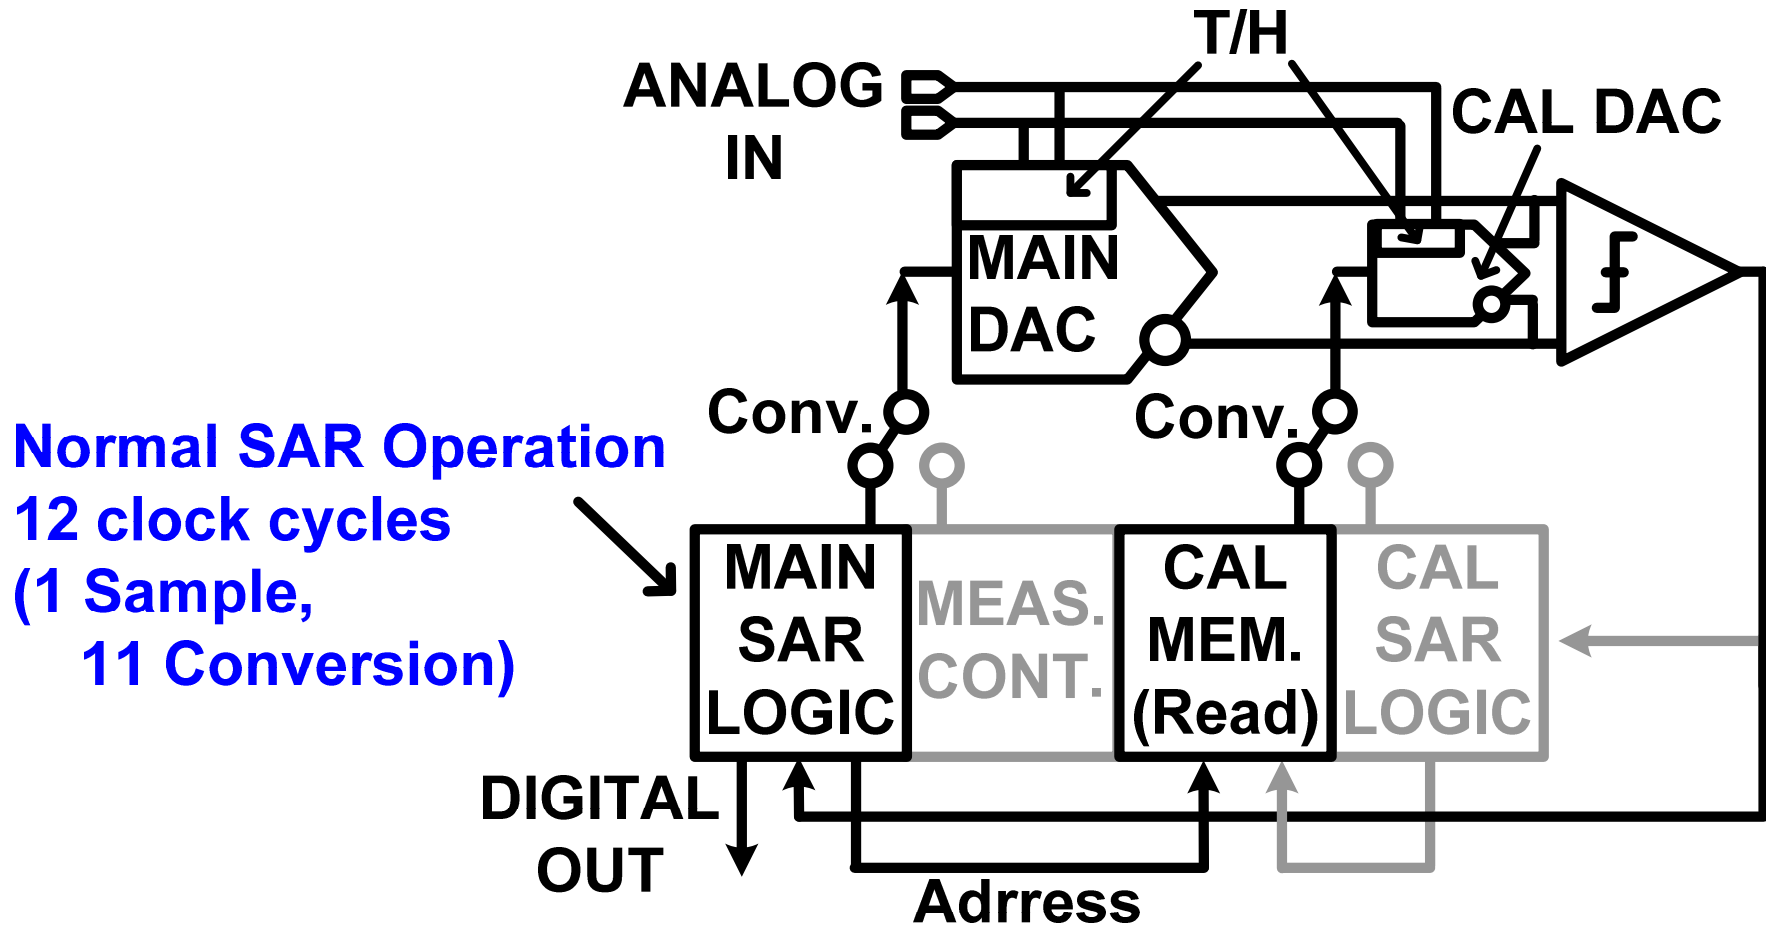 T/H
ANALOG
IN
CAL DAC
MAIN
DAC
Conv.
Conv.
Normal SAR Operation
12 clock cycles
(1 Sample,
11 Conversion)
MAIN
SAR
LOGIC
MEAS.
CONT.
CAL
MEM.
(Read)
CAL
SAR
LOGIC
DIGITAL
OUT
Adrress